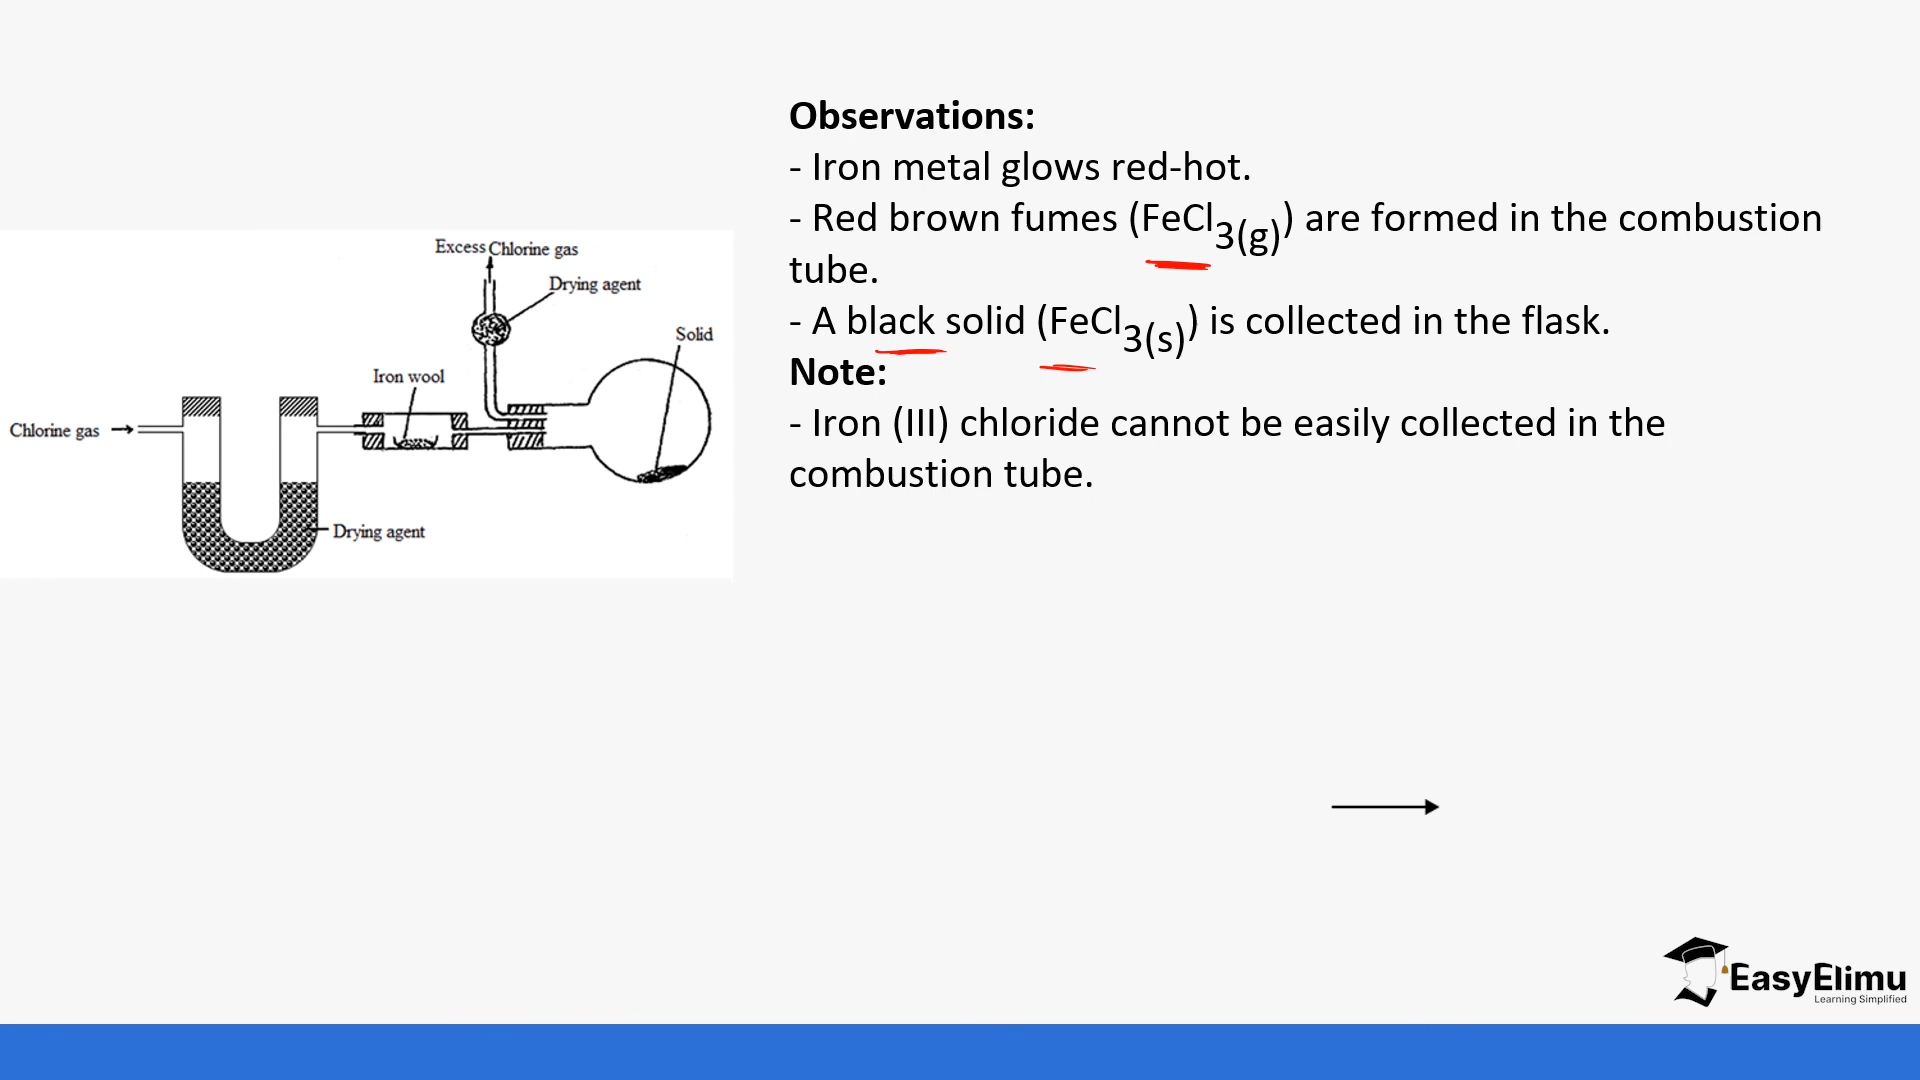 Observations:
- Iron metal glows red-hot.
- Red brown fumes (FeCl3(g)) are formed in the combustion
tube.
- A black solid (FeCl3(s)) is collected in the flask.
Note:
- Iron (III) chloride cannot be easily collected in the
combustion tube.
Excess Chlorine gas
Drying agent
Solid
Iron wool
Chlorine gas
Drying agent
EasyElimu
Learning Simplified